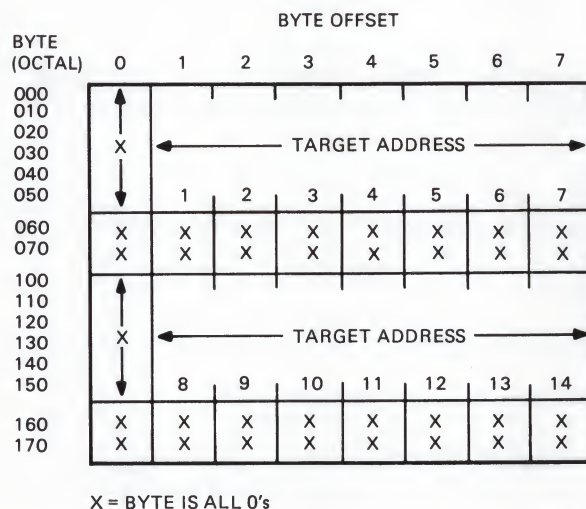 BYTE OFFSET
BYTE
(OCTAL) 0 1 2 3 4 5 6 7
000
010
020
030 X TARGET ADDRESS
040
050 1 2 3 4 5 6 7
060 X X X X X X X X
070 X X X X X X X X
100
110
120
130 X TARGET ADDRESS
140
150 8 9 10 11 12 13 14
160 X X X X X X X X
170 X X X X X X X X
X = BYTE IS ALL 0's